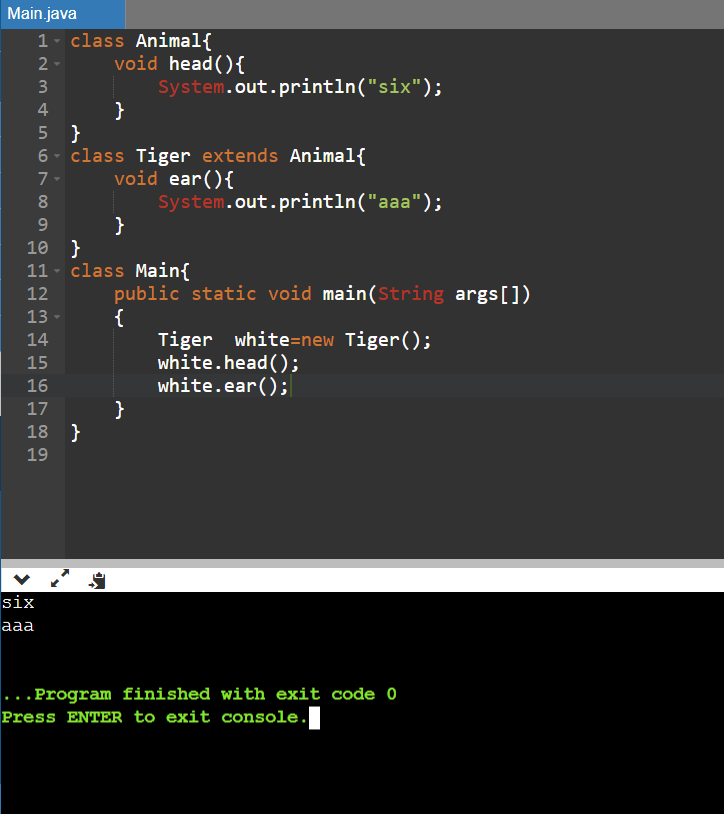 Main.java
1 class Animal{
2     void head(){
3         System.out.println("six");
4     }
5 }
6 class Tiger extends Animal{
7     void ear(){
8         System.out.println("aaa");
9     }
10 }
11 class Main{
12     public static void main(String args[])
13     {
14         Tiger  white=new Tiger();
15         white.head();
16         white.ear();
17     }
18 }
19
six
aaa
...Program finished with exit code 0
Press ENTER to exit console.